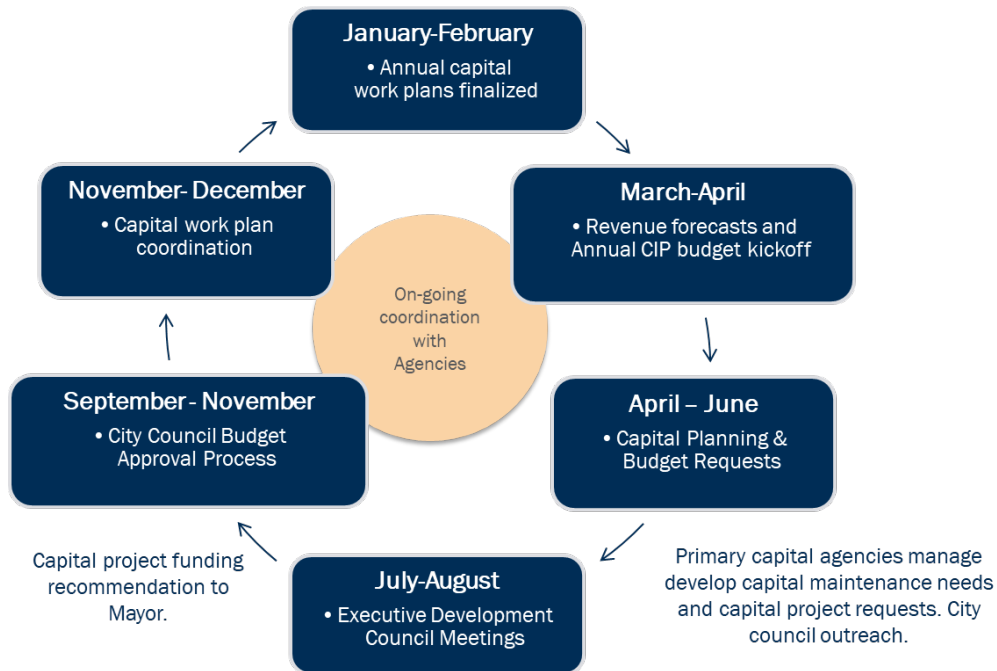 January-February
• Annual capital
work plans finalized
March-April
• Revenue forecasts and
Annual CIP budget kickoff
April – June
• Capital Planning &
Budget Requests
Primary capital agencies manage
develop capital maintenance needs
and capital project requests. City
council outreach.
July-August
• Executive Development
Council Meetings
Capital project funding
recommendation to
Mayor.
September - November
• City Council Budget
Approval Process
November- December
• Capital work plan
coordination
On-going
coordination
with
Agencies